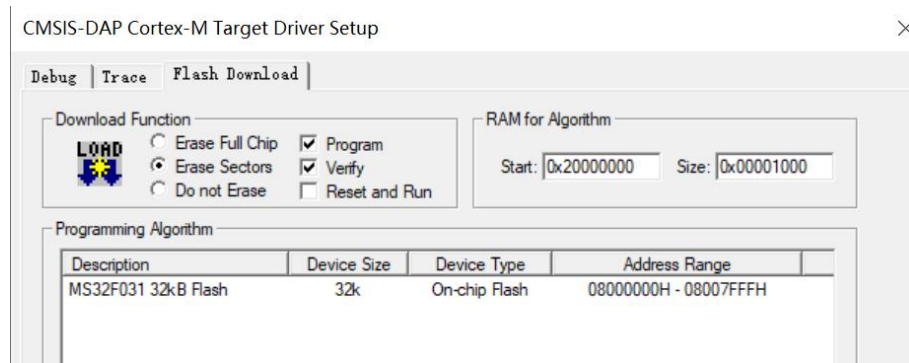 CMSIS-DAP Cortex-M Target Driver Setup
Debug Trace Flash Download
Download Function
LOAD
Erase Full Chip Program
Erase Sectors Verify
Do not Erase Reset and Run
RAM for Algorithm
Start: 0x20000000 Size: 0x00001000
Programming Algorithm
Description Device Size Device Type Address Range
MS32F031 32kB Flash 32k On-chip Flash 08000000H - 08007FFFH